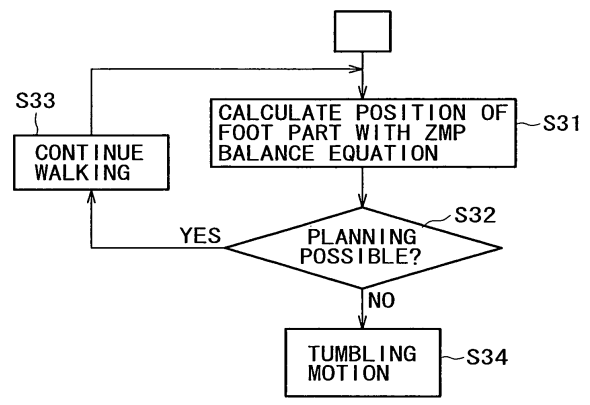 S33
CALCULATE POSITION OF
FOOT PART WITH ZMP
BALANCE EQUATION
S31
CONTINUE
WALKING
S32
YES
PLANNING
POSSIBLE?
NO
TUMBLING
MOTION
S34